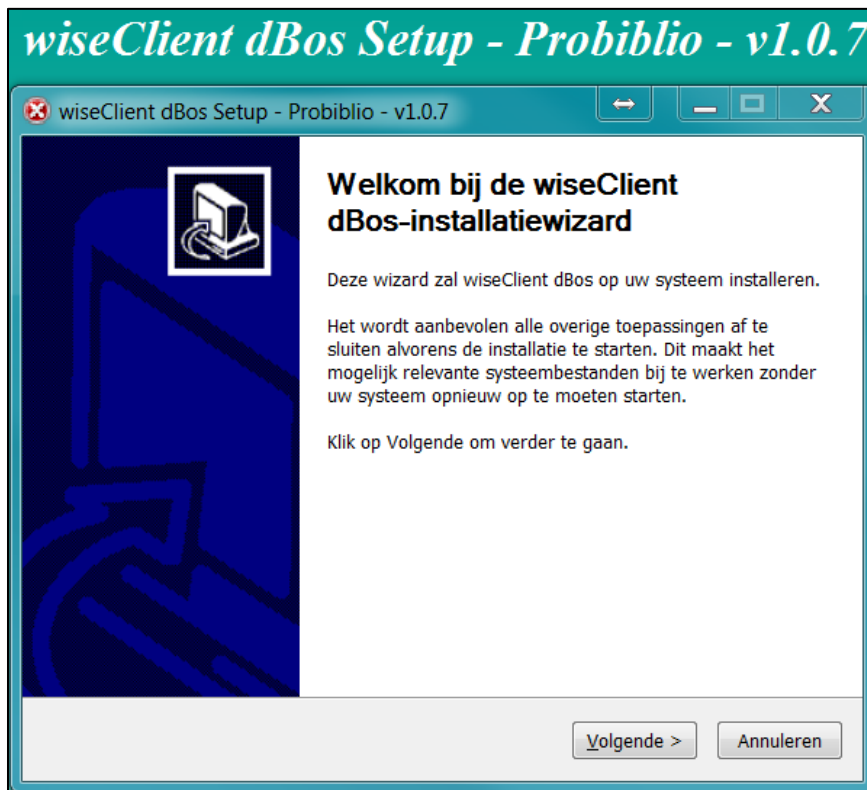 wiseClient dBos Setup - Probiblio - v1.0.7
wiseClient dBos Setup - Probiblio - v1.0.7
Welkom bij de wiseClient
dBos-installatiewizard
Deze wizard zal wiseClient dBos op uw systeem installeren.
Het wordt aanbevolen alle overige toepassingen af te
sluiten alvorens de installatie te starten. Dit maakt het
mogelijk relevante systeembestanden bij te werken zonder
uw systeem opnieuw op te moeten starten.
Klik op Volgende om verder te gaan.
Volgende >
Annuleren